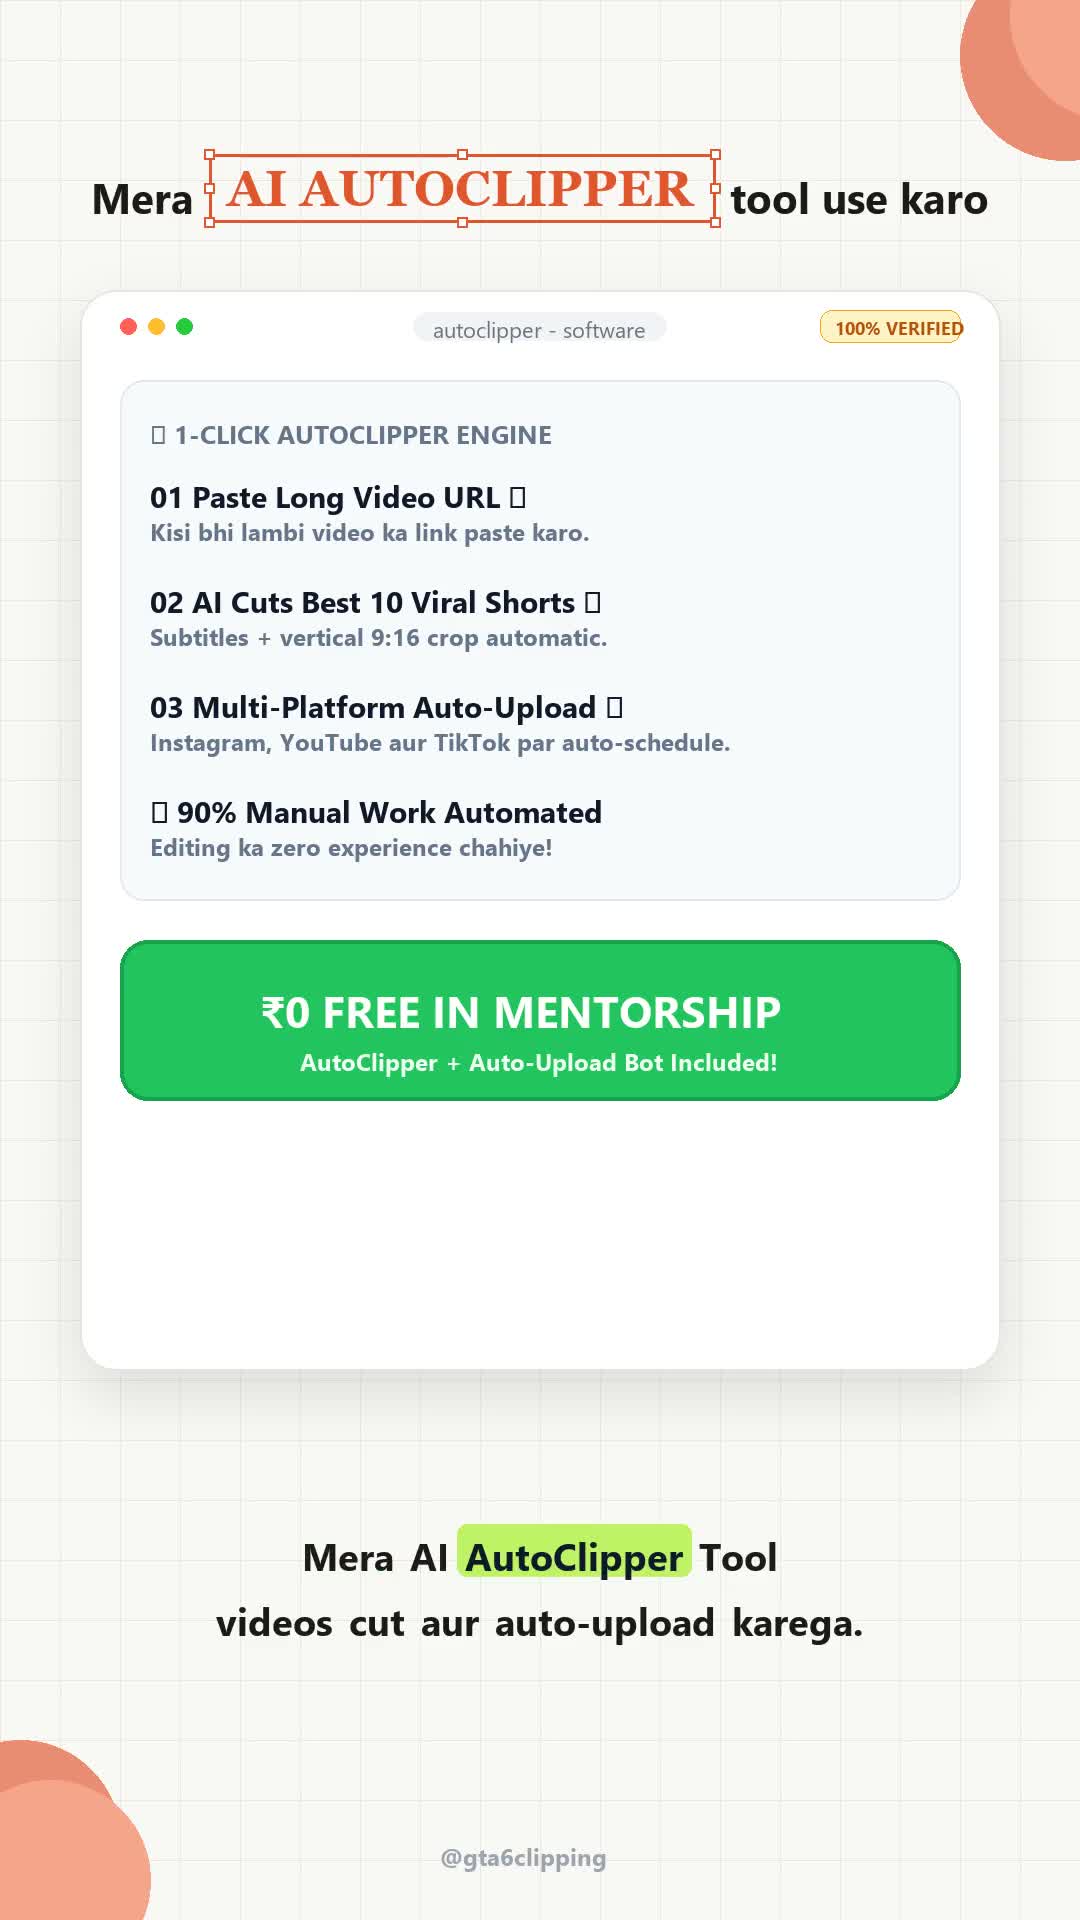 Mera AI AUTOCLIPPER tool use karo
autoclipper - software
100% VERIFIED
1-CLICK AUTOCLIPPER ENGINE
01 Paste Long Video URL
Kisi bhi lambi video ka link paste karo.
02 AI Cuts Best 10 Viral Shorts
Subtitles + vertical 9:16 crop automatic.
03 Multi-Platform Auto-Upload
Instagram, YouTube aur TikTok par auto-schedule.
90% Manual Work Automated
Editing ka zero experience chahiye!
₹0 FREE IN MENTORSHIP
AutoClipper + Auto-Upload Bot Included!
Mera AI AutoClipper Tool
videos cut aur auto-upload karega.
@gta6clipping